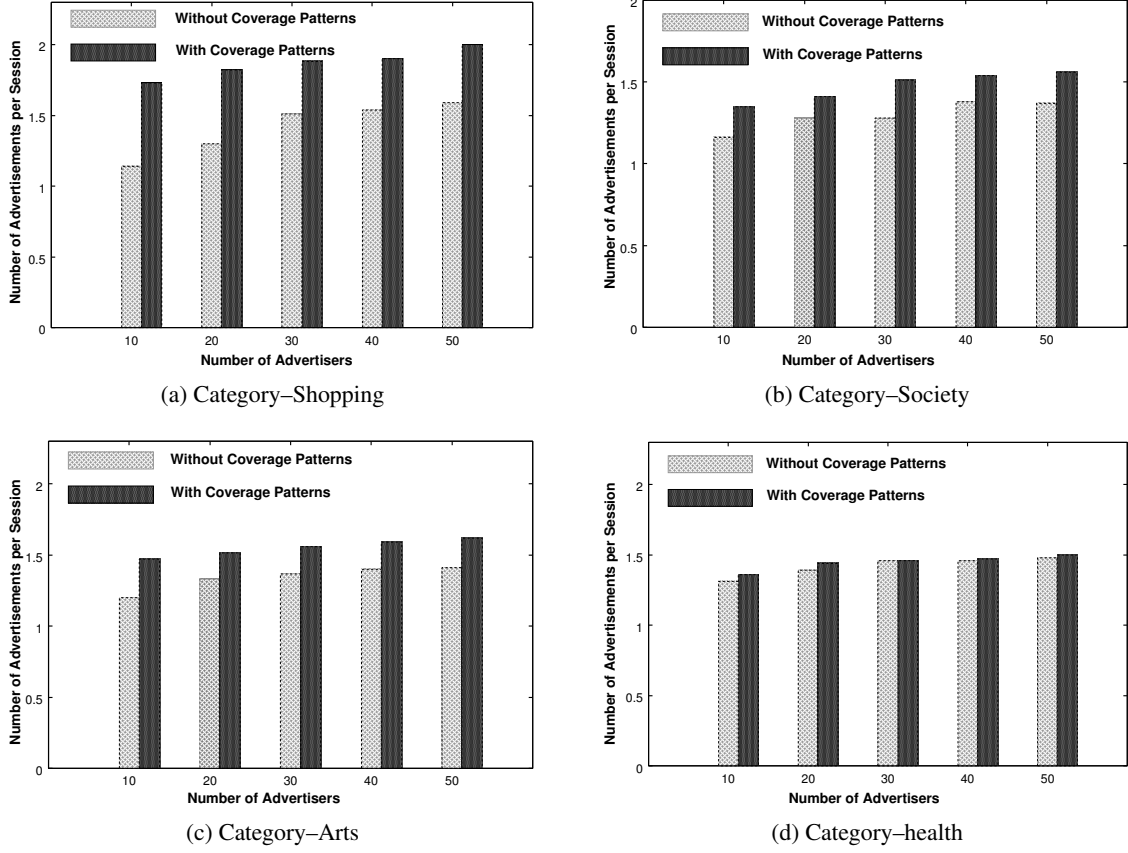 Without Coverage Patterns
With Coverage Patterns
Number of Advertisements per Session
2
1.5
1
0.5
0
10 20 30 40 50
Number of Advertisers
(a) Category–Shopping
Without Coverage Patterns
With Coverage Patterns
Number of Advertisements per Session
2
1.5
1
0.5
0
10 20 30 40 50
Number of Advertisers
(b) Category–Society
Without Coverage Patterns
With Coverage Patterns
Number of Advertisements per Session
2
1.5
1
0.5
0
10 20 30 40 50
Number of Advertisers
(c) Category–Arts
Without Coverage Patterns
With Coverage Patterns
Number of Advertisements per Session
2
1.5
1
0.5
0
10 20 30 40 50
Number of Advertisers
(d) Category–health